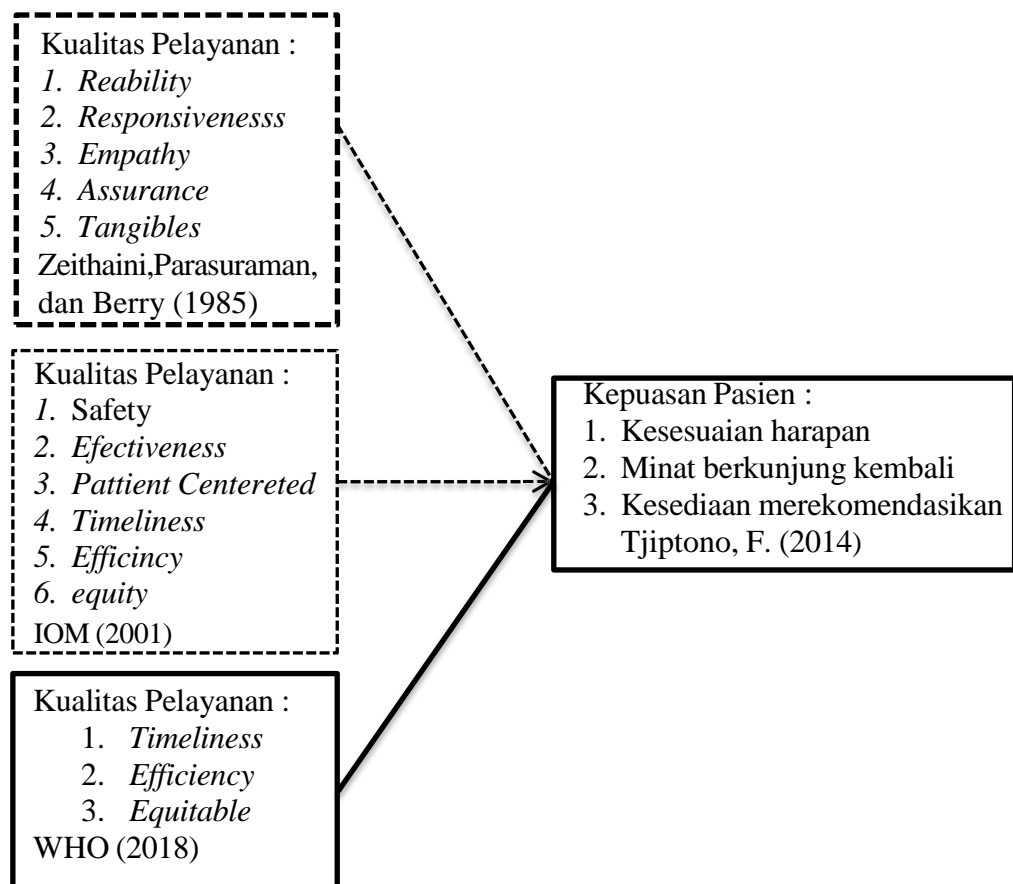 Kualitas Pelayanan :
1. Reability
2. Responsivenesss
3. Empathy
4. Assurance
5. Tangibles
Zeithaini,Parasuraman,
dan Berry (1985)
Kualitas Pelayanan :
1. Safety
2. Efectiveness
3. Pattient Centereted
4. Timeliness
5. Efficincy
6. equity
IOM (2001)
Kualitas Pelayanan :
1. Timeliness
2. Efficiency
3. Equitable
WHO (2018)
Kepuasan Pasien :
1. Kesesuaian harapan
2. Minat berkunjung kembali
3. Kesediaan merekomendasikan
Tjiptono, F. (2014)